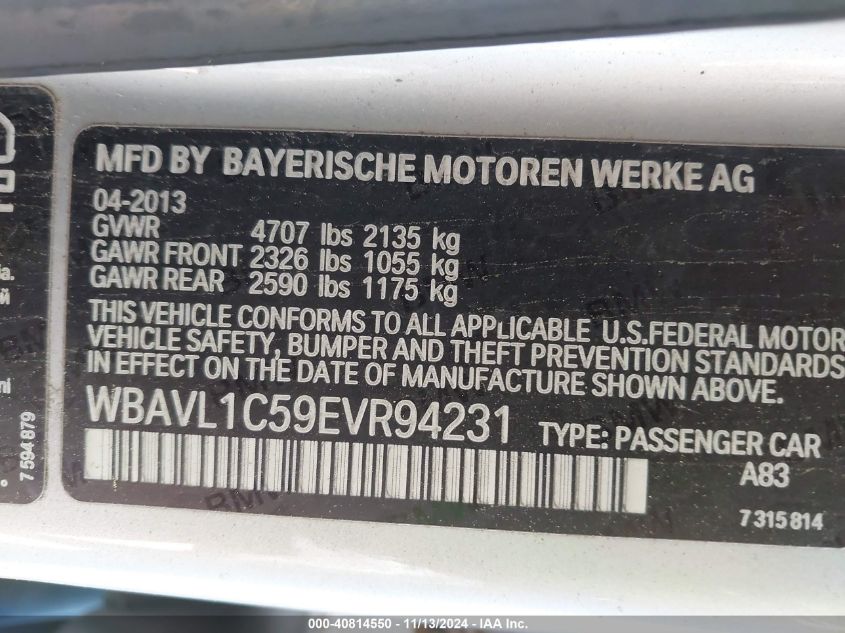 MFD BY BAYERISCHE MOTOREN WERKE AG
04-2013
GVWR 4707 lbs 2135 kg
GAWR FRONT 2326 lbs 1055 kg
GAWR REAR 2590 lbs 1175 kg
THIS VEHICLE CONFORMS TO ALL APPLICABLE U.S.FEDERAL MOTOR
VEHICLE SAFETY, BUMPER AND THEFT PREVENTION STANDARDS
IN EFFECT ON THE DATE OF MANUFACTURE SHOWN ABOVE.
WBAVL1C59EVR94231 TYPE: PASSENGER CAR
A83
7 315 814
7 594 879
000-40814550 - 11/13/2024 - IAA Inc.